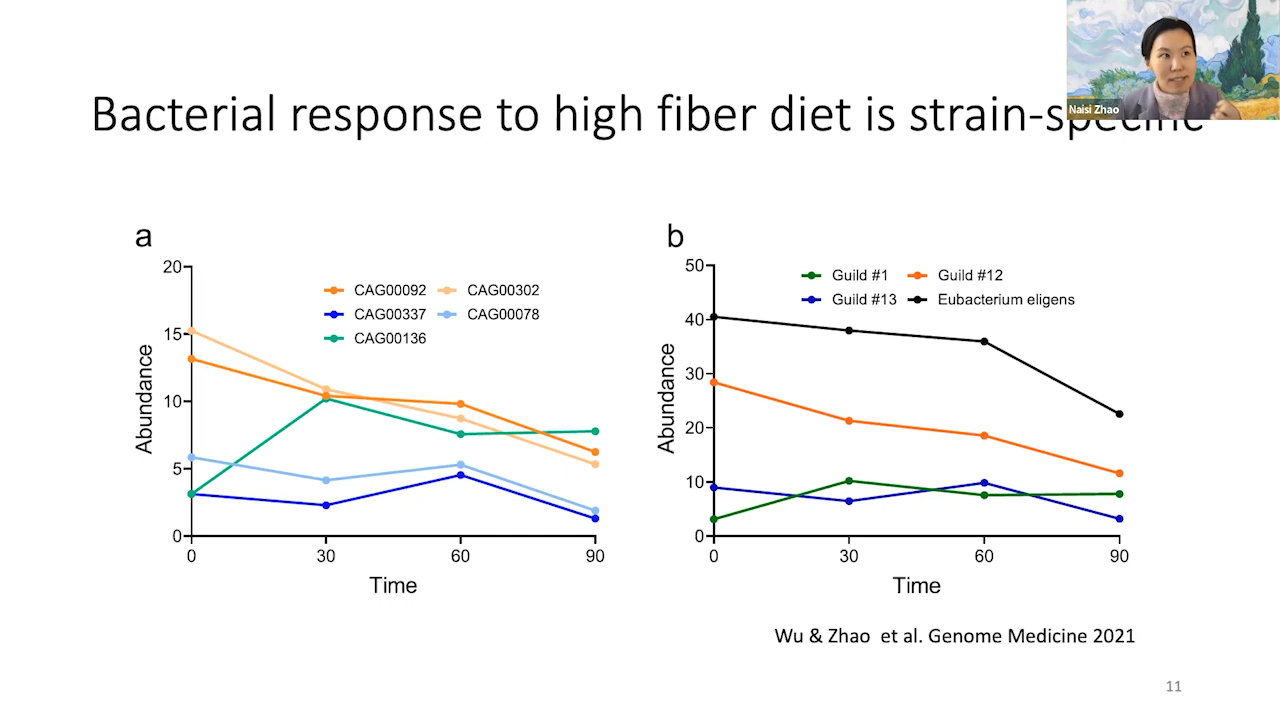 Naisi Zhao
Bacterial response to high fiber diet is strain-specific
a
20
15
10
5
0
Abundance
0 30 60 90
Time
CAG00092 CAG00302
CAG00337 CAG00078
CAG00136
b
50
40
30
20
10
0
Abundance
0 30 60 90
Time
Guild #1 Guild #12
Guild #13 Eubacterium eligens
Wu & Zhao et al. Genome Medicine 2021
11